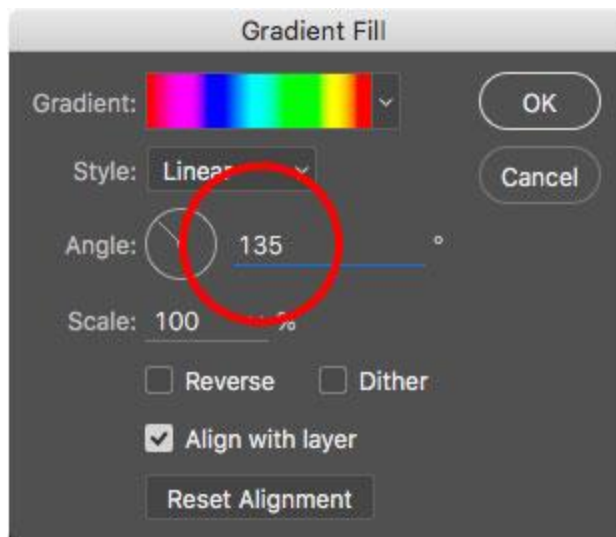 Gradient Fill
Gradient:
OK
Style: Linear
Cancel
Angle: 135 °
Scale: 100 %
Reverse Dither
Align with layer
Reset Alignment